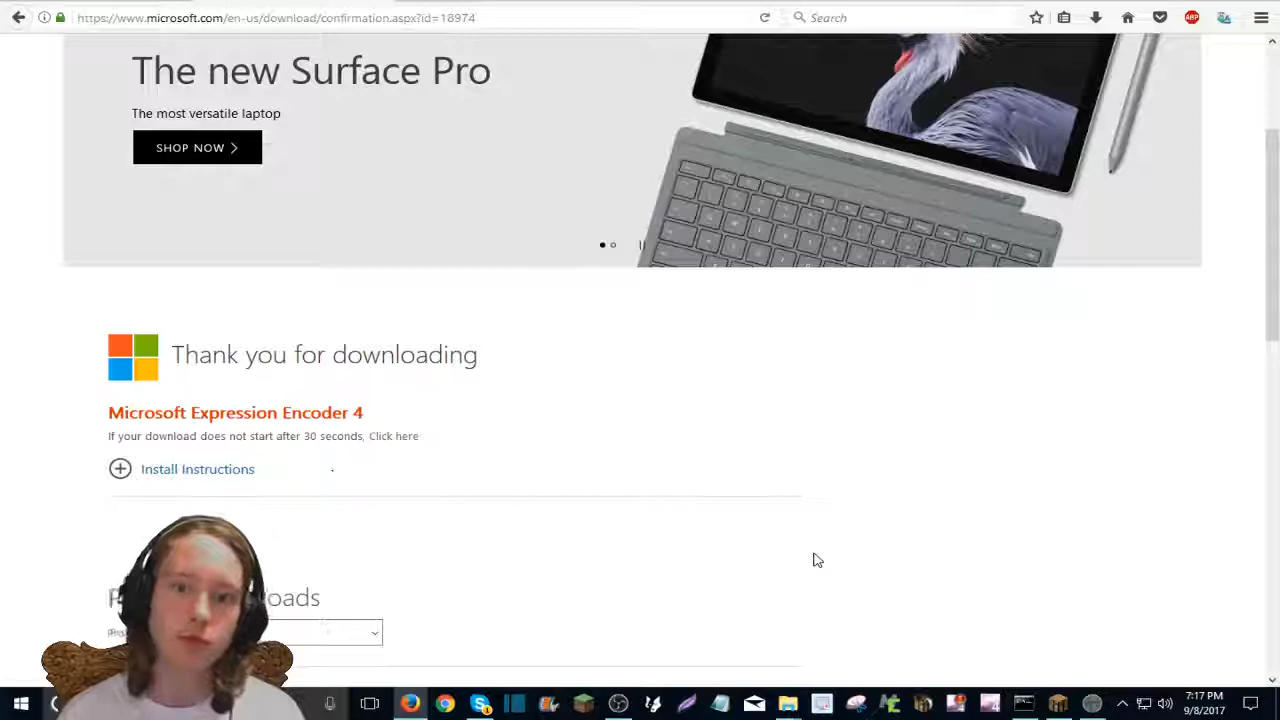 https://www.microsoft.com/en-us/download/confirmation.aspx?id=18974
Search
ABP
The new Surface Pro
The most versatile laptop
SHOP NOW
Thank you for downloading
Microsoft Expression Encoder 4
If your download does not start after 30 seconds, Click here
Install Instructions
7:17 PM
9/8/2017